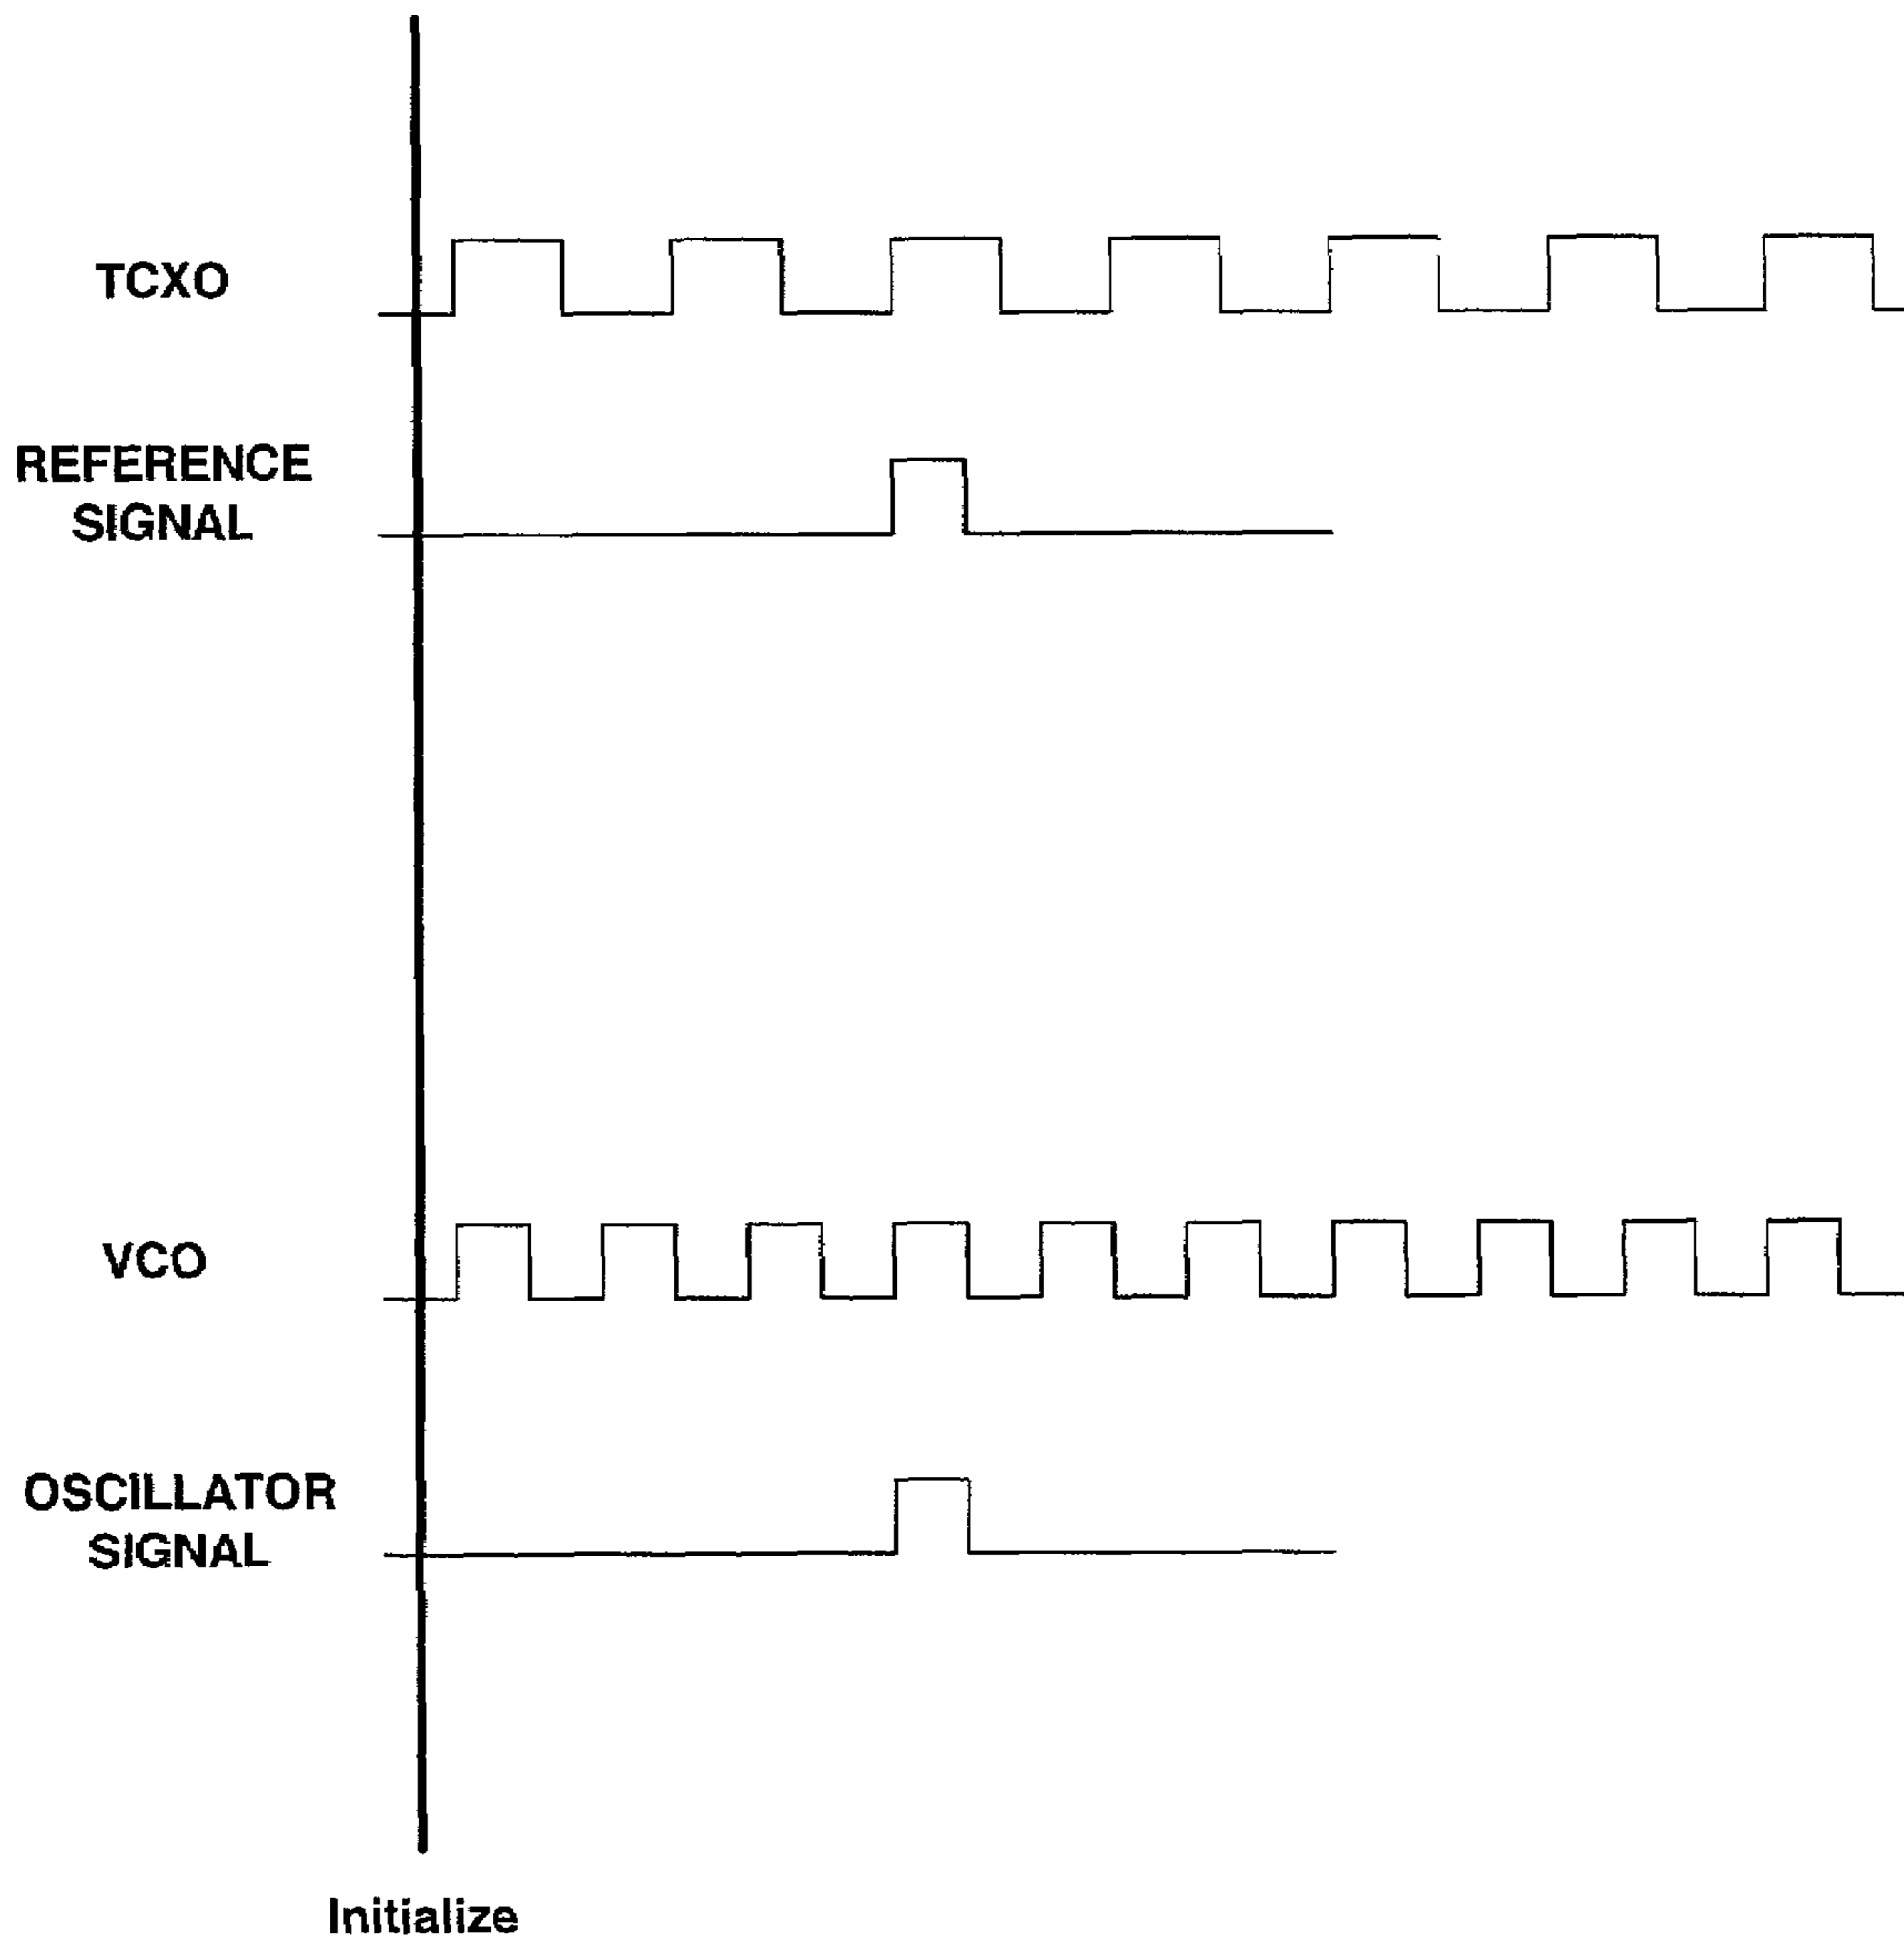 TCXO
REFERENCE
SIGNAL
VCO
OSCILLATOR
SIGNAL
Initialize